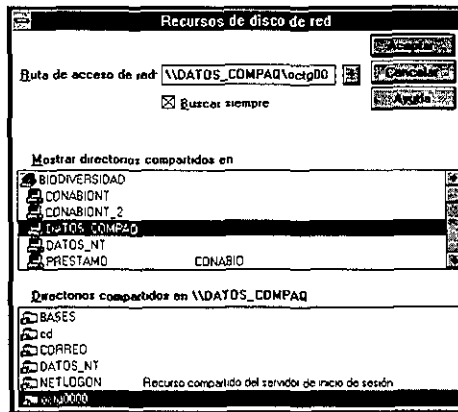 Recursos de disco de red
Aceptar
Ruta de acceso de red: \\DATOS_COMPAQ\octg00
Cancelar
Buscar siempre
Ayuda
Mostrar directorios compartidos en
BIODIVERSIDAD
CONABIONT
CONABIONT_2
DATOS_COMPAQ
DATOS_NT
PRESTAMO CONABIO
Directorios compartidos en \\DATOS_COMPAQ
BASES
cd
CORREO
DATOS_NT
NETLOGON Recurso compartido del servidor de inicio de sesión